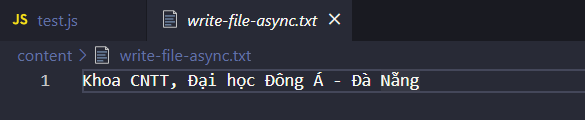 JS test.js write-file-async.txt
content > write-file-async.txt
1 Khoa CNTT, Đại học Đông Á - Đà Nẵng